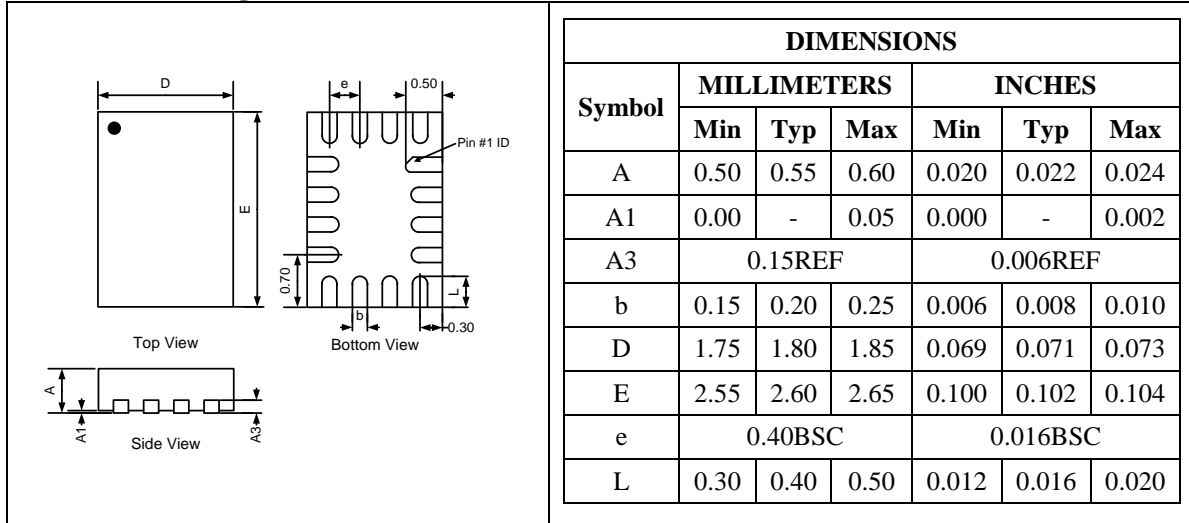 D
E
Top View
e
0.50
Pin #1 ID
0.70
b
L
0.30
Bottom View
A
A1
A3
Side View
DIMENSIONS
Symbol MILLIMETERS INCHES
Min Typ Max Min Typ Max
A 0.50 0.55 0.60 0.020 0.022 0.024
A1 0.00 - 0.05 0.000 - 0.002
A3 0.15REF 0.006REF
b 0.15 0.20 0.25 0.006 0.008 0.010
D 1.75 1.80 1.85 0.069 0.071 0.073
E 2.55 2.60 2.65 0.100 0.102 0.104
e 0.40BSC 0.016BSC
L 0.30 0.40 0.50 0.012 0.016 0.020